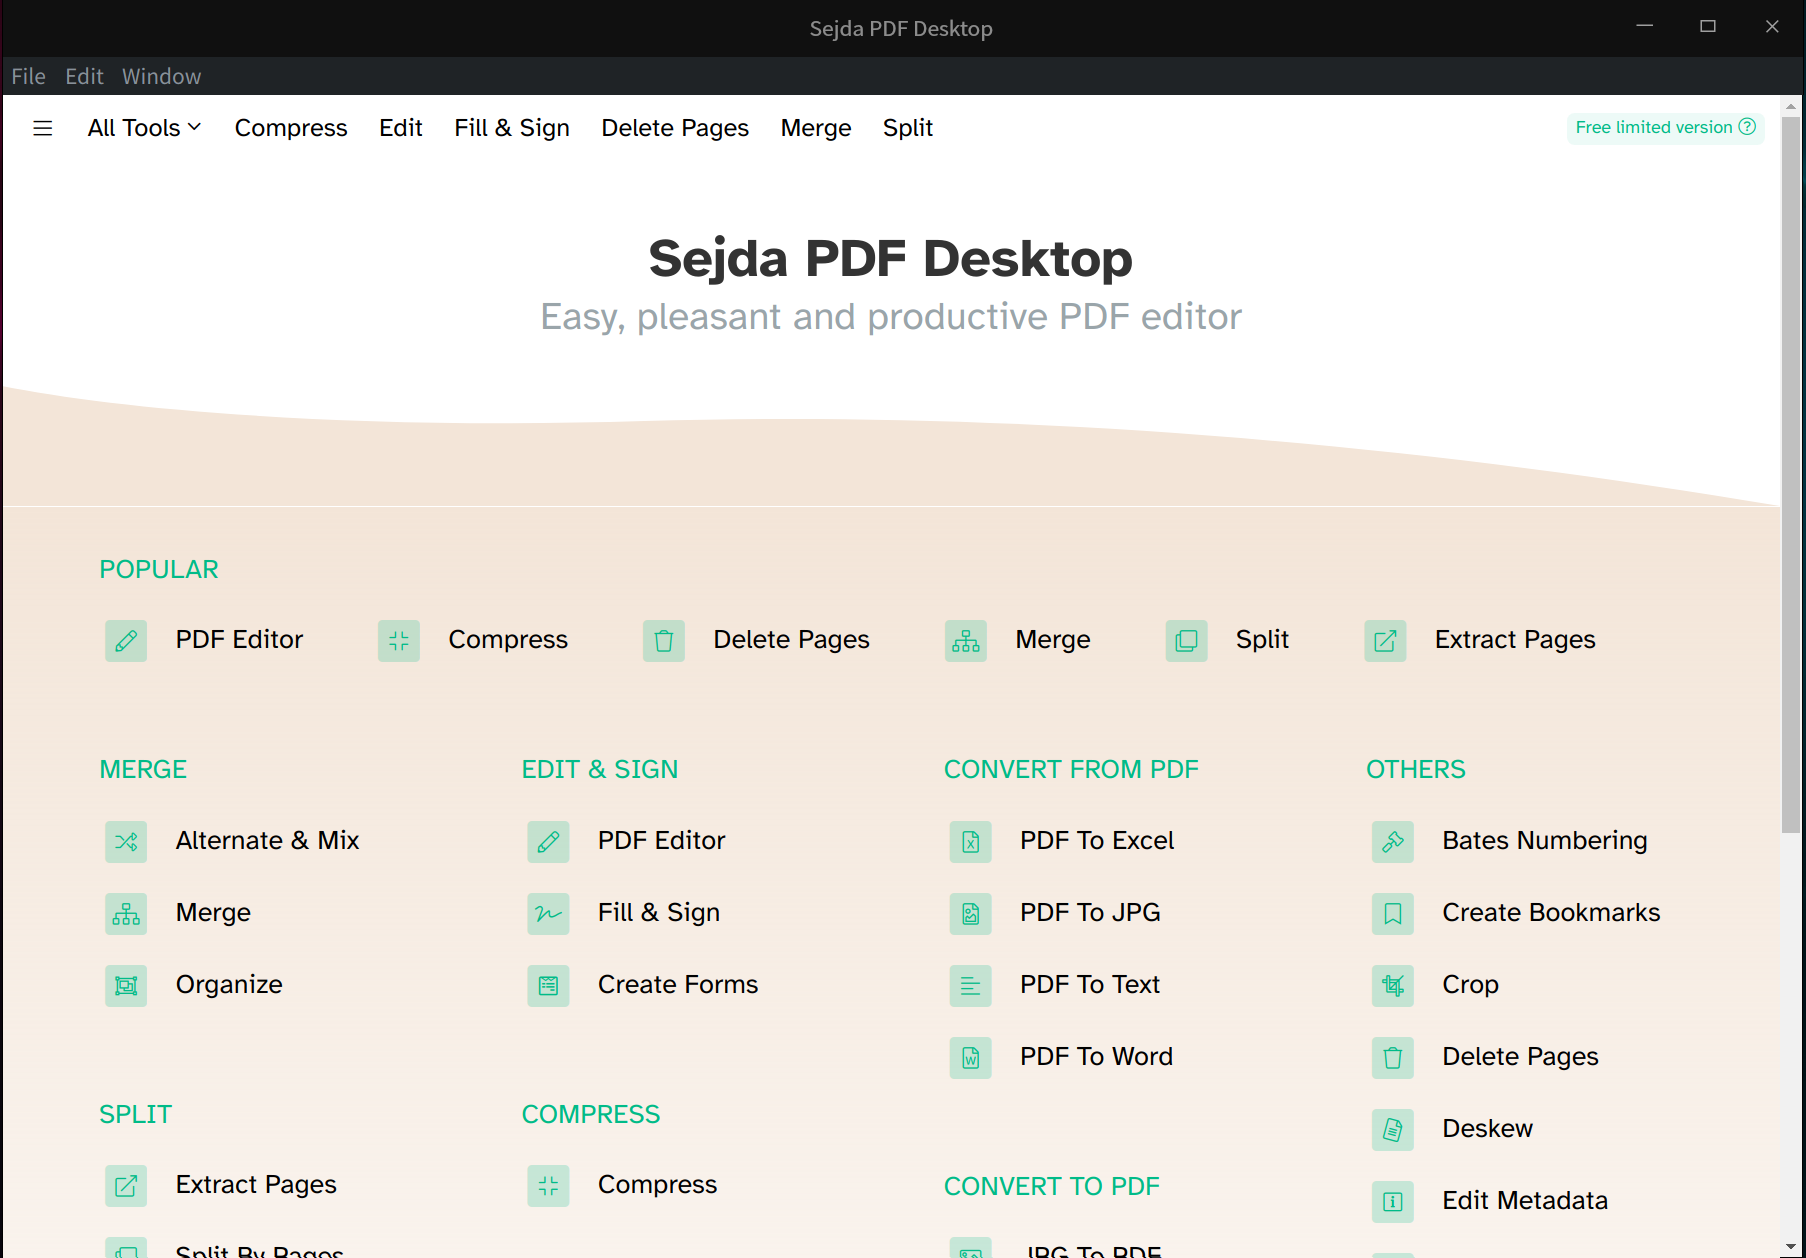 Sejda PDF Desktop
File Edit Window
All Tools Compress Edit Fill & Sign Delete Pages Merge Split Free limited version
Sejda PDF Desktop
Easy, pleasant and productive PDF editor
POPULAR
PDF Editor Compress Delete Pages Merge Split Extract Pages
MERGE EDIT & SIGN CONVERT FROM PDF OTHERS
Alternate & Mix PDF Editor PDF To Excel Bates Numbering
Merge Fill & Sign PDF To JPG Create Bookmarks
Organize Create Forms PDF To Text Crop
PDF To Word Delete Pages
SPLIT COMPRESS Deskew
Extract Pages Compress CONVERT TO PDF Edit Metadata
Split By Pages JPG To PDF